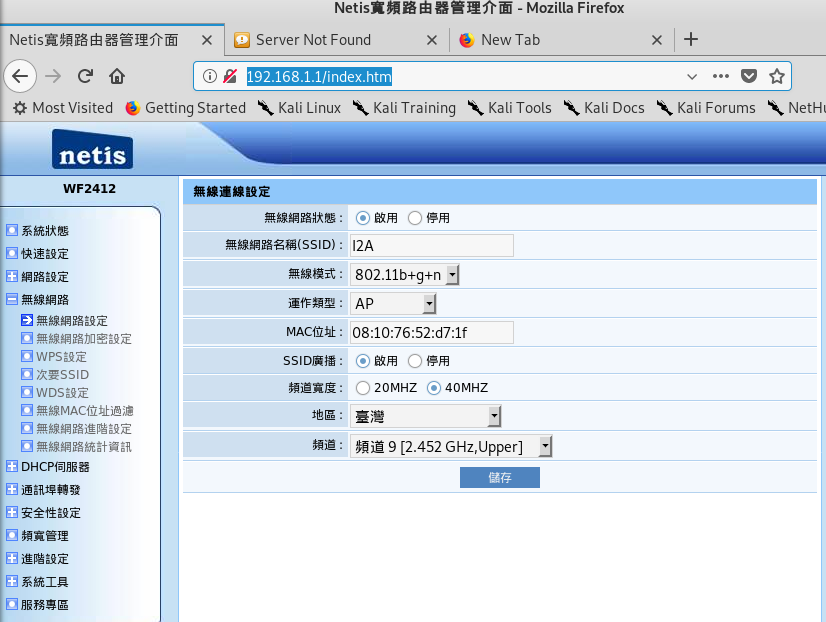 Netis寬頻路由器管理介面 - Mozilla Firefox
Netis寬頻路由器管理介面
Server Not Found
New Tab
192.168.1.1/index.htm
Most Visited
Getting Started
Kali Linux
Kali Training
Kali Tools
Kali Docs
Kali Forums
NetHu
netis
WF2412
系統狀態
快速設定
網路設定
無線網路
無線網路設定
無線網路加密設定
WPS設定
次要SSID
WDS設定
無線MAC位址過濾
無線網路進階設定
無線網路統計資訊
DHCP伺服器
通訊埠轉發
安全性設定
頻寬管理
進階設定
系統工具
服務專區
無線連線設定
無線網路狀態： 啟用 停用
無線網路名稱(SSID)： I2A
無線模式： 802.11b+g+n
運作類型： AP
MAC位址： 08:10:76:52:d7:1f
SSID廣播： 啟用 停用
頻道寬度： 20MHZ 40MHZ
地區： 臺灣
頻道： 頻道 9 [2.452 GHz,Upper]
儲存